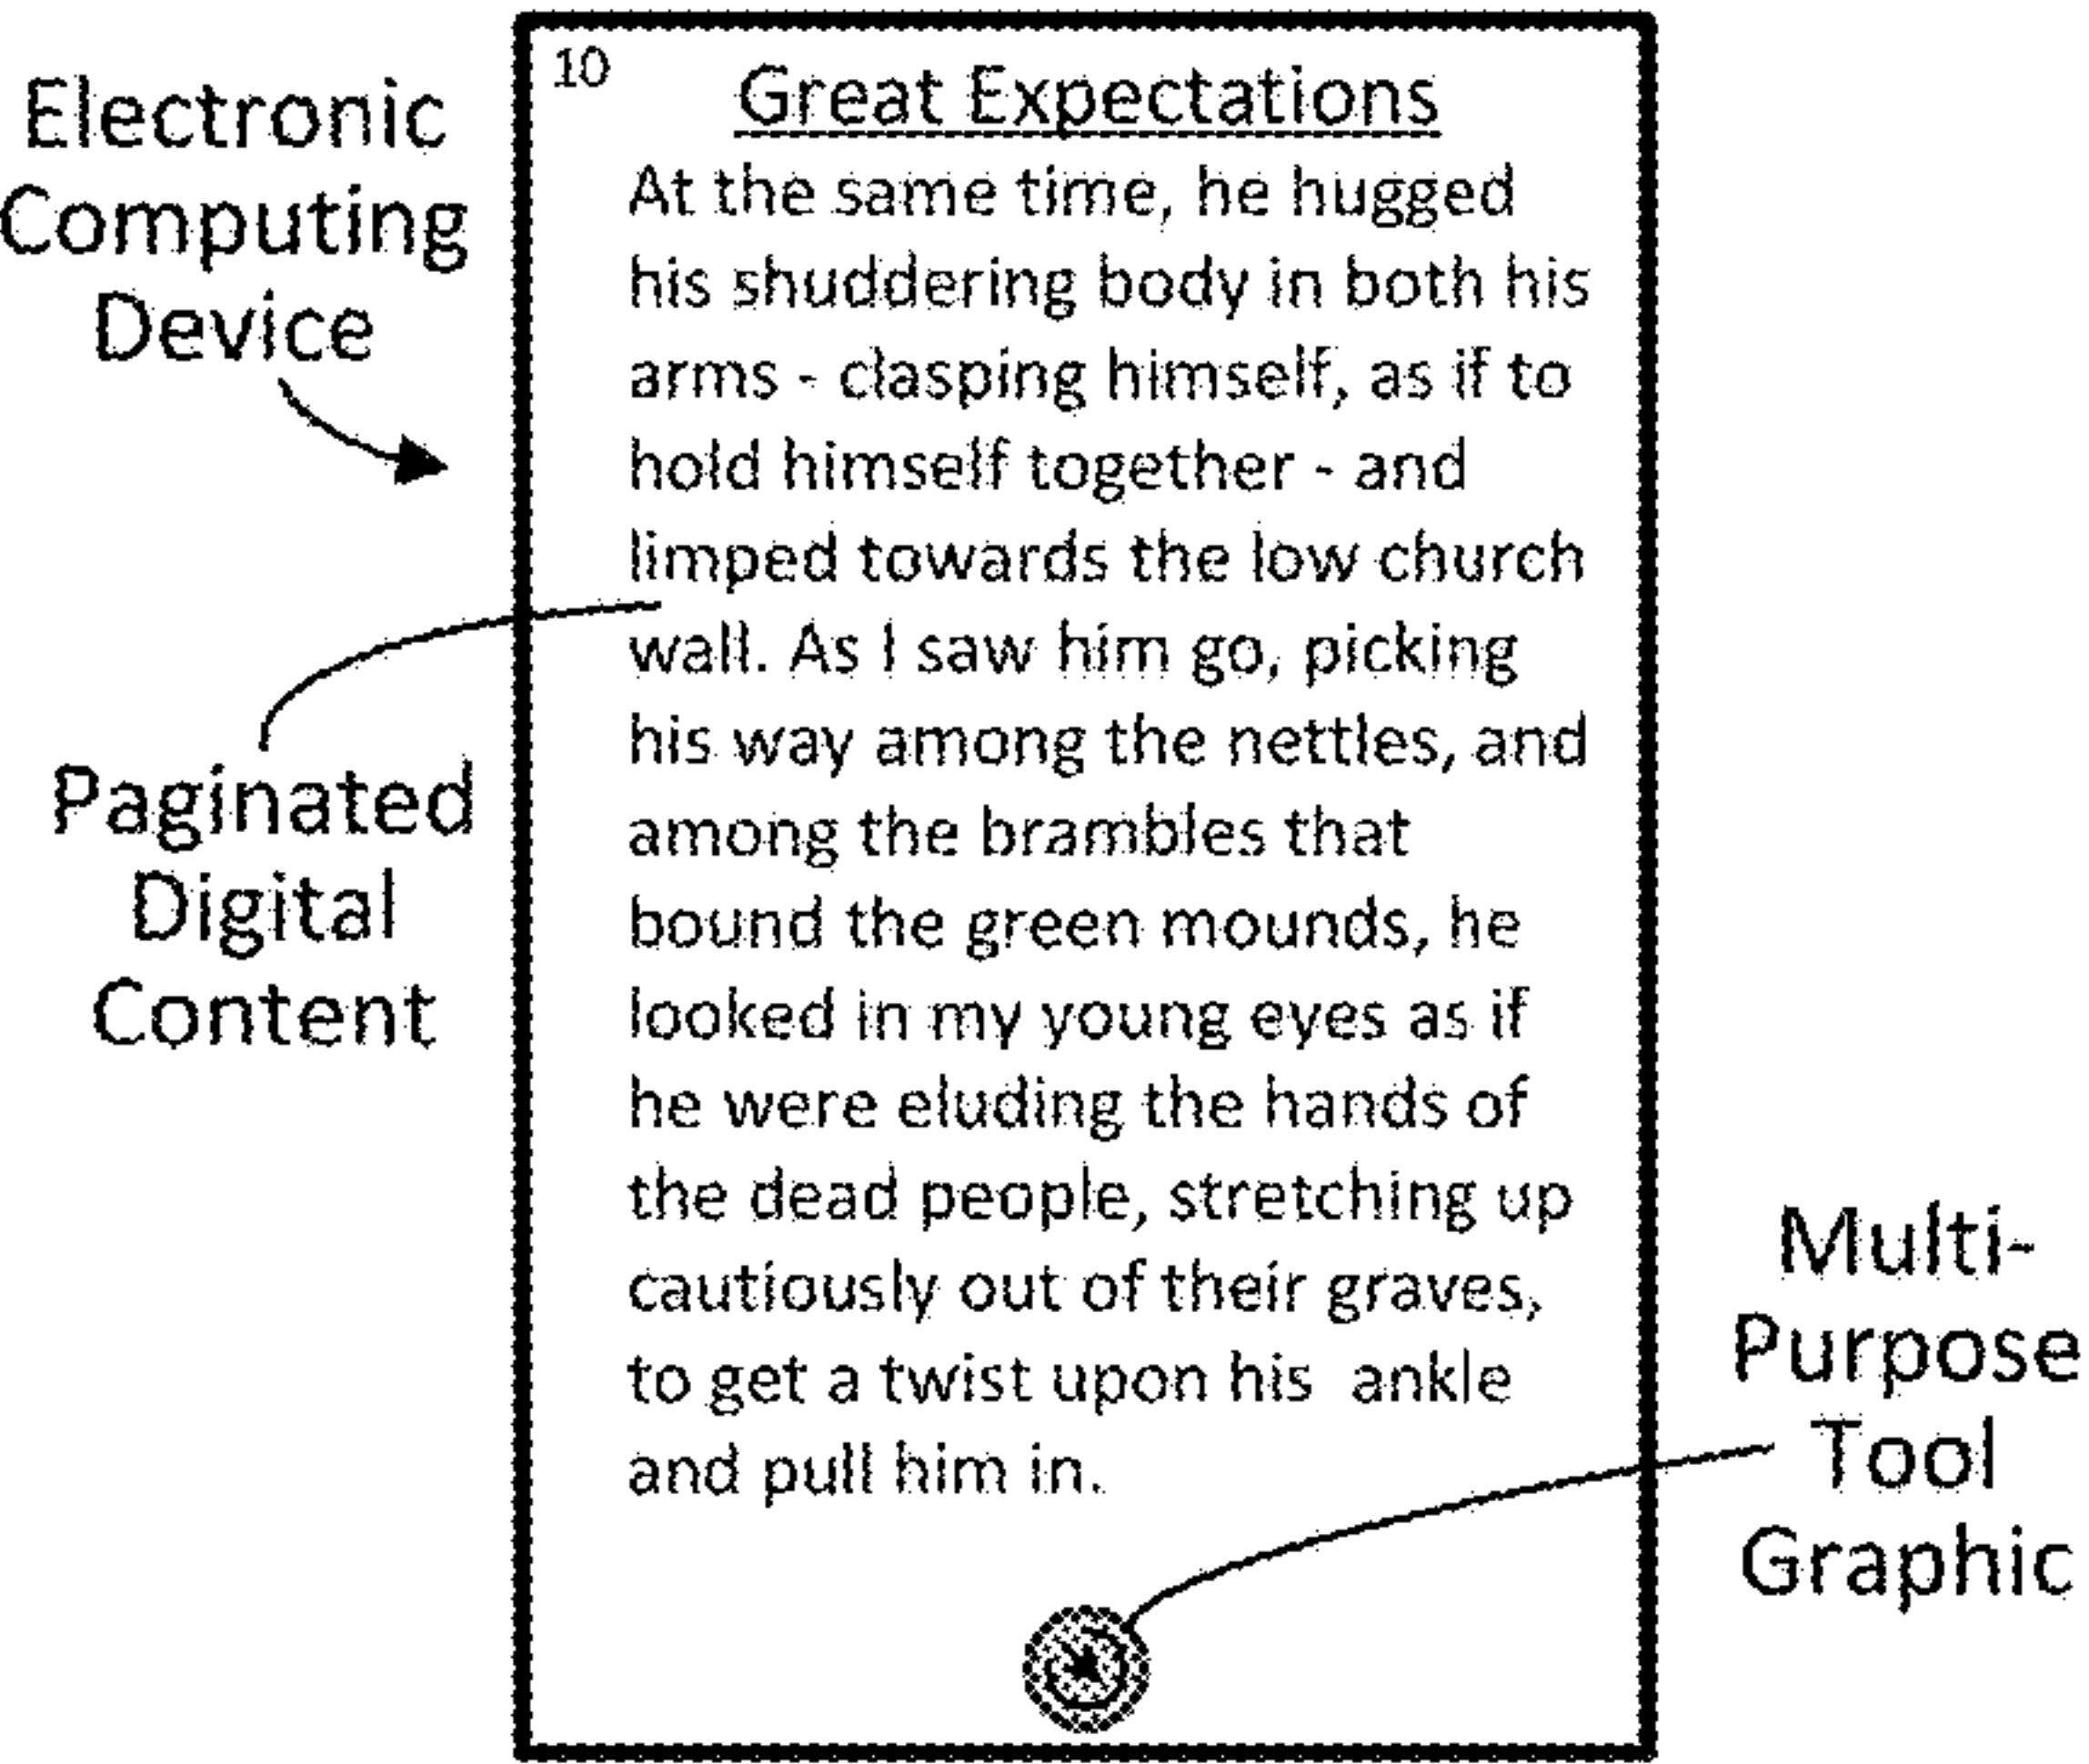 Electronic
Computing
Device
Paginated
Digital
Content
10
Great Expectations
At the same time, he hugged
his shuddering body in both his
arms - clasping himself, as if to
hold himself together - and
limped towards the low church
wall. As I saw him go, picking
his way among the nettles, and
among the brambles that
bound the green mounds, he
looked in my young eyes as if
he were eluding the hands of
the dead people, stretching up
cautiously out of their graves,
to get a twist upon his ankle
and pull him in.
Multi-
Purpose
Tool
Graphic